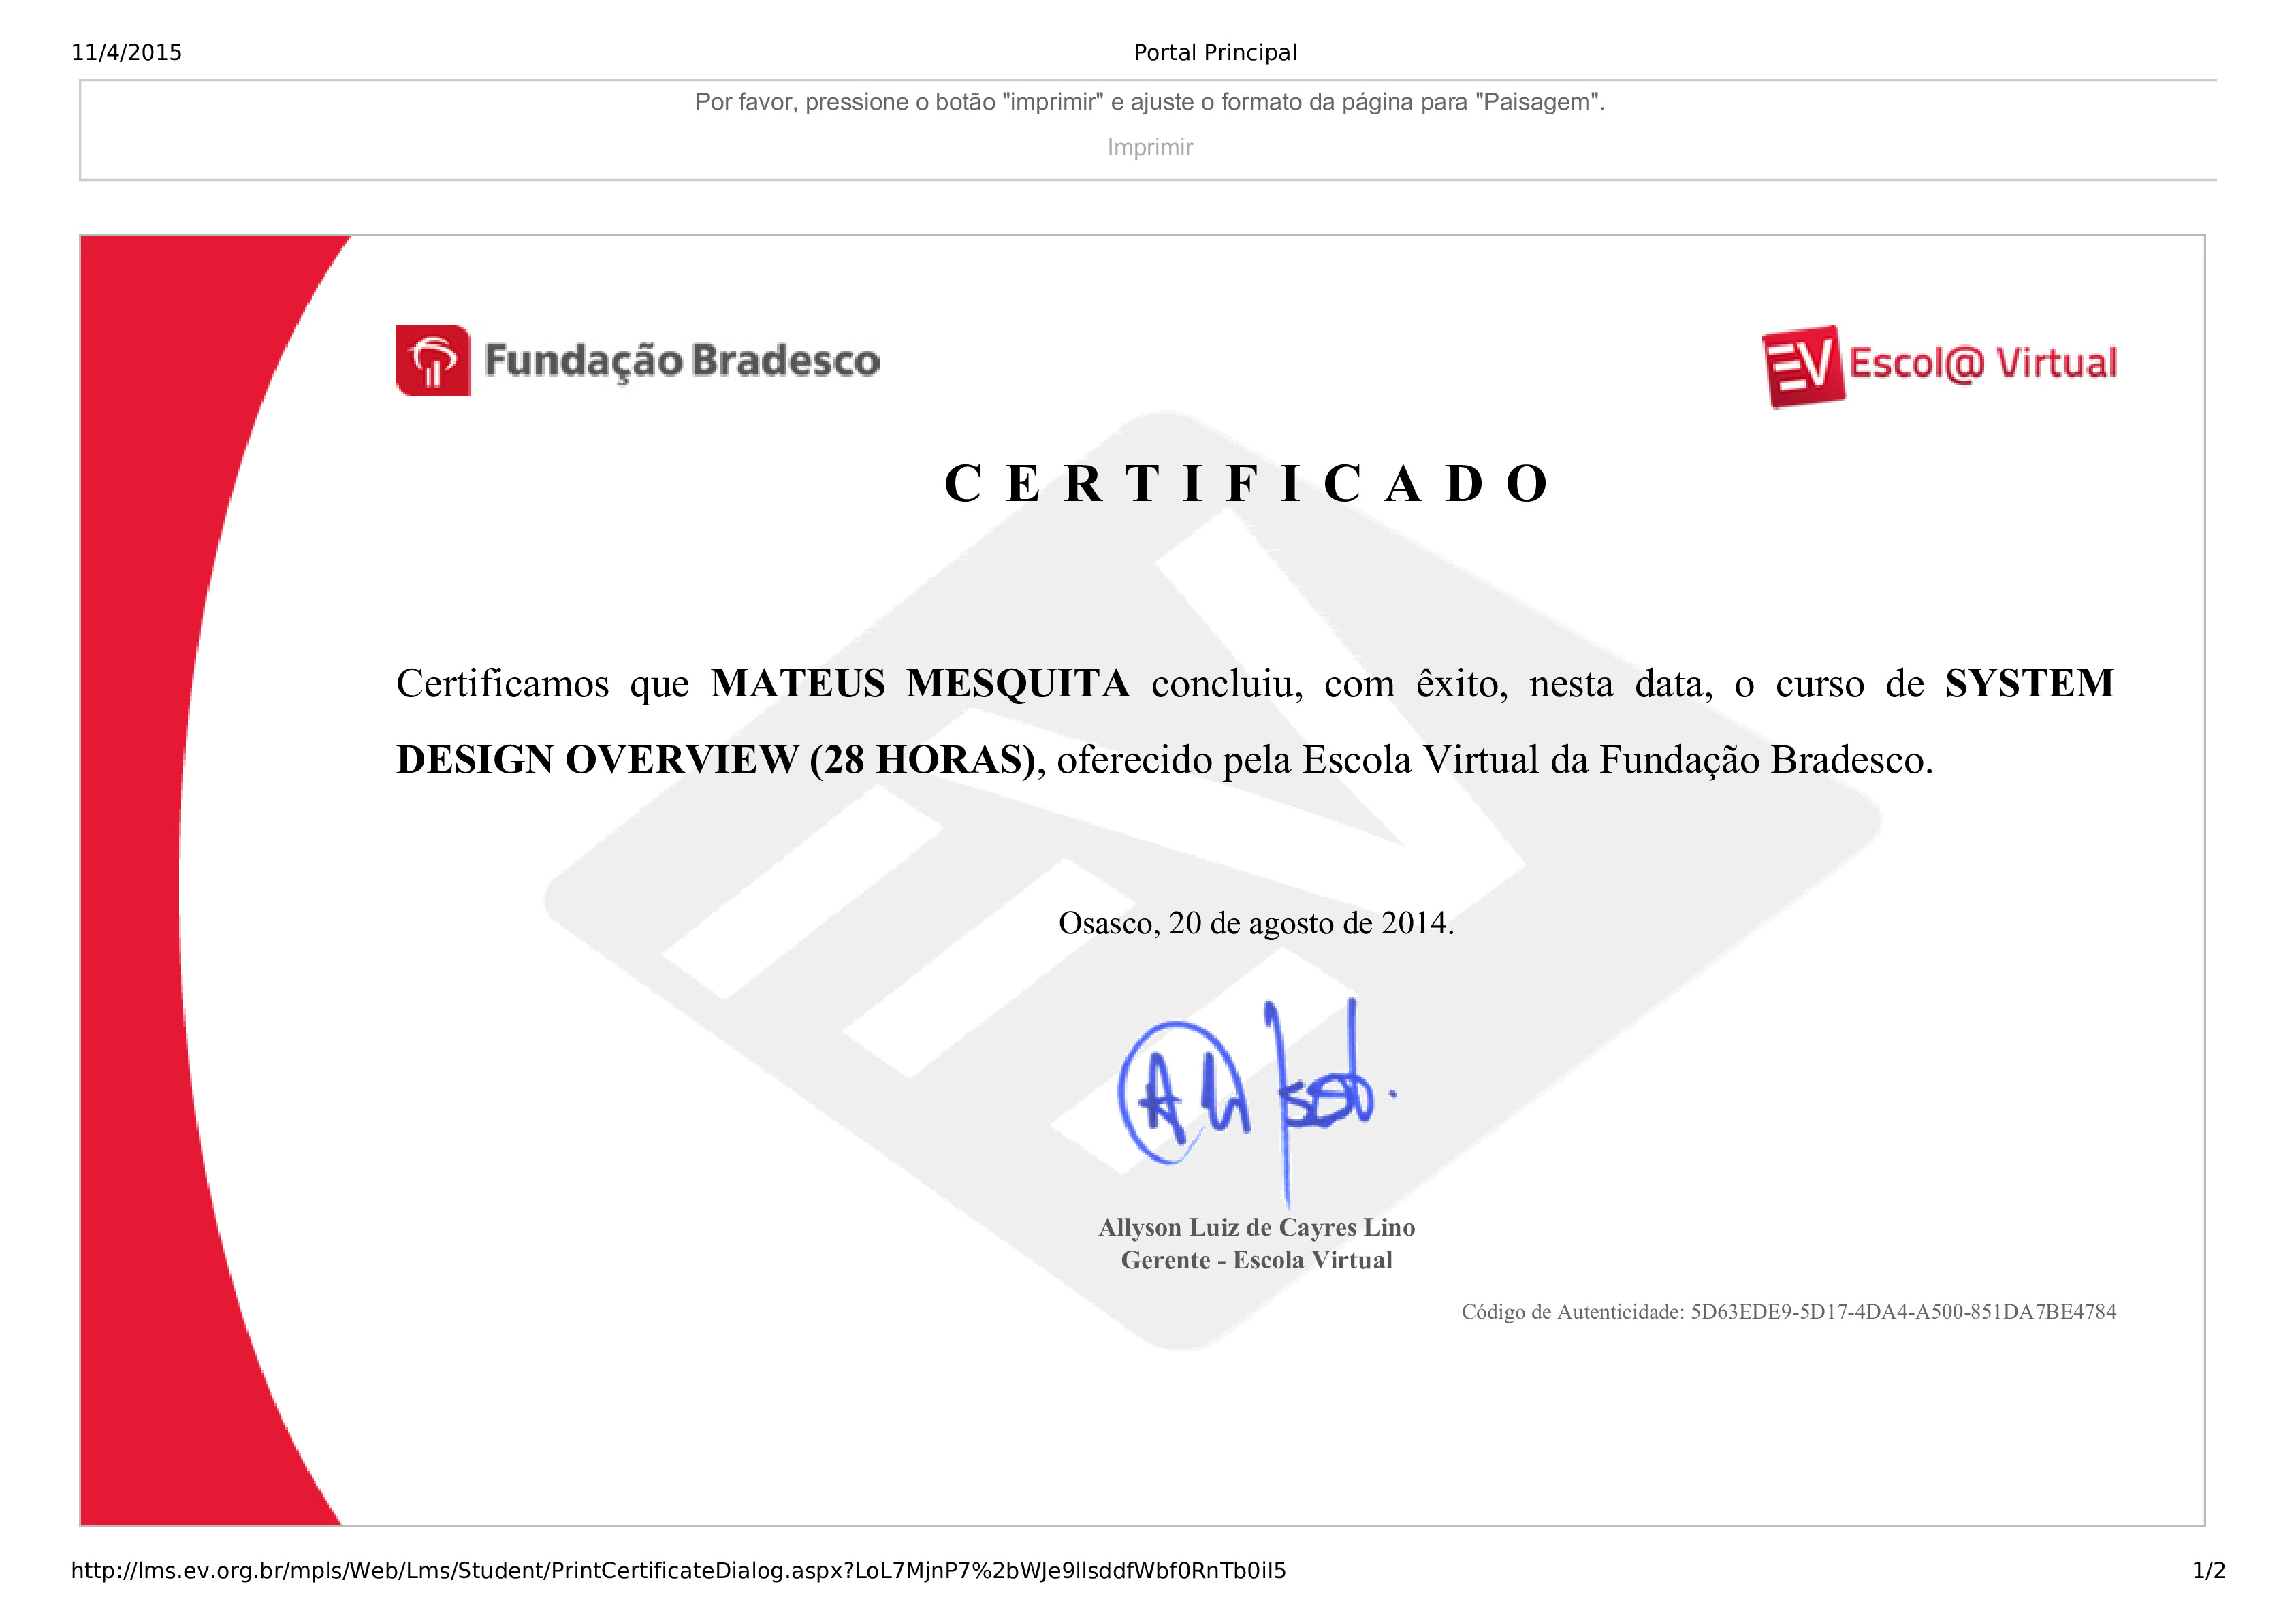 11/4/2015 Portal Principal
Por favor, pressione o botão "imprimir" e ajuste o formato da página para "Paisagem".
Imprimir
Fundação Bradesco EV Escol@ Virtual
C E R T I F I C A D O
Certificamos que MATEUS MESQUITA concluiu, com êxito, nesta data, o curso de SYSTEM
DESIGN OVERVIEW (28 HORAS), oferecido pela Escola Virtual da Fundação Bradesco.
Osasco, 20 de agosto de 2014.
Allyson Luiz de Cayres Lino
Gerente - Escola Virtual
Código de Autenticidade: 5D63EDE9-5D17-4DA4-A500-851DA7BE4784
http://lms.ev.org.br/mpls/Web/Lms/Student/PrintCertificateDialog.aspx?LoL7MjnP7%2bWJe9llsddfWbf0RnTb0iI5 1/2